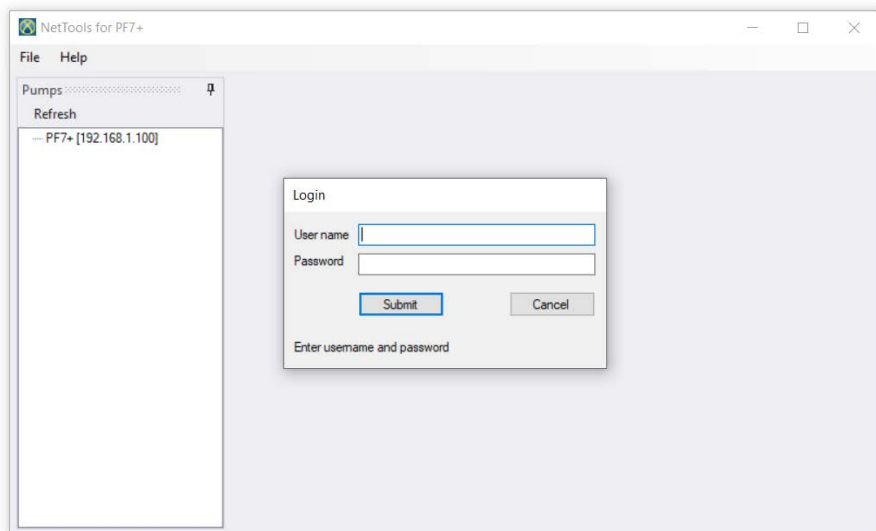 NetTools for PF7+
File Help
Pumps
Refresh
PF7+ [192.168.1.100]
Login
User name
Password
Submit Cancel
Enter username and password